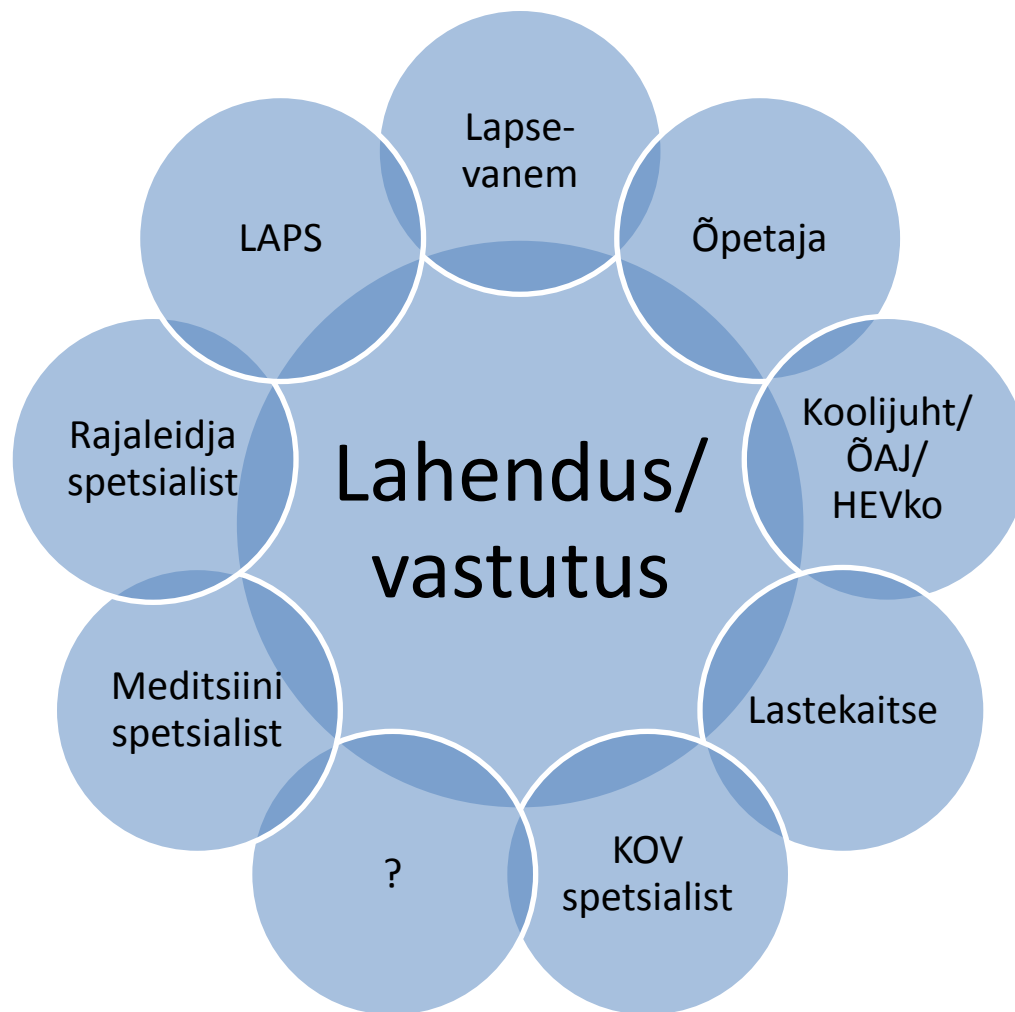 Lapse-
vanem
Õpetaja
Koolijuht/
ÕAJ/
HEVko
Lastekaitse
KOV
spetsialist
?
Meditsiini
spetsialist
Rajaleidja
spetsialist
LAPS
Lahendus/
vastutus